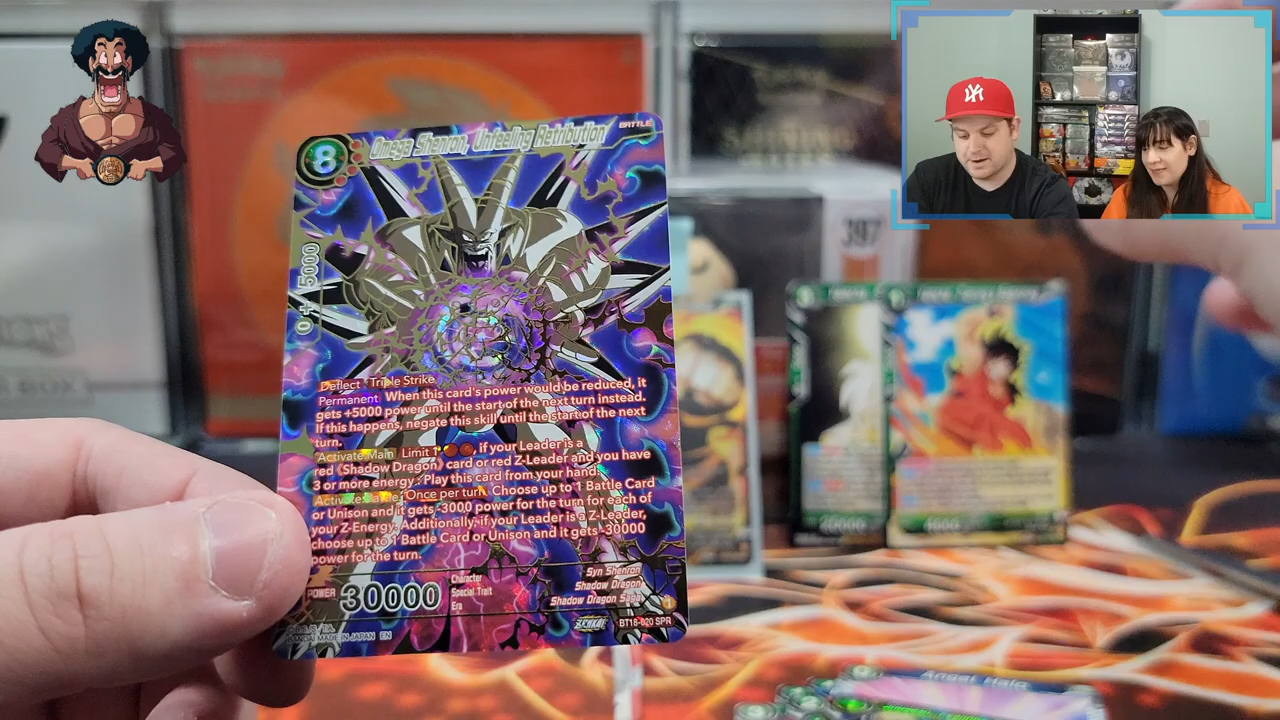 8
Omega Shenron, Unfeeling Retribution
BATTLE
0 + 5000
Deflect Triple Strike
Permanent When this card's power would be reduced, it
gets +5000 power until the start of the next turn instead.
If this happens, negate this skill until the start of the next
turn.
Activate:Main Limit 1 if your Leader is a
red 《Shadow Dragon》 card or red Z-Leader and you have
3 or more energy : Play this card from your hand.
Once per turn. Choose up to 1 Battle Card
or Unison and it gets -3000 power for the turn for each of
your Z-Energy. Additionally, if your Leader is a Z-Leader,
choose up to 1 Battle Card or Unison and it gets -30000
power for the turn.
POWER 30000
Character Syn Shenron
Special Trait Shadow Dragon
Era Shadow Dragon Saga
BANDAI MADE IN JAPAN EN
BT18-020 SPR
397
20000
Angel Halo